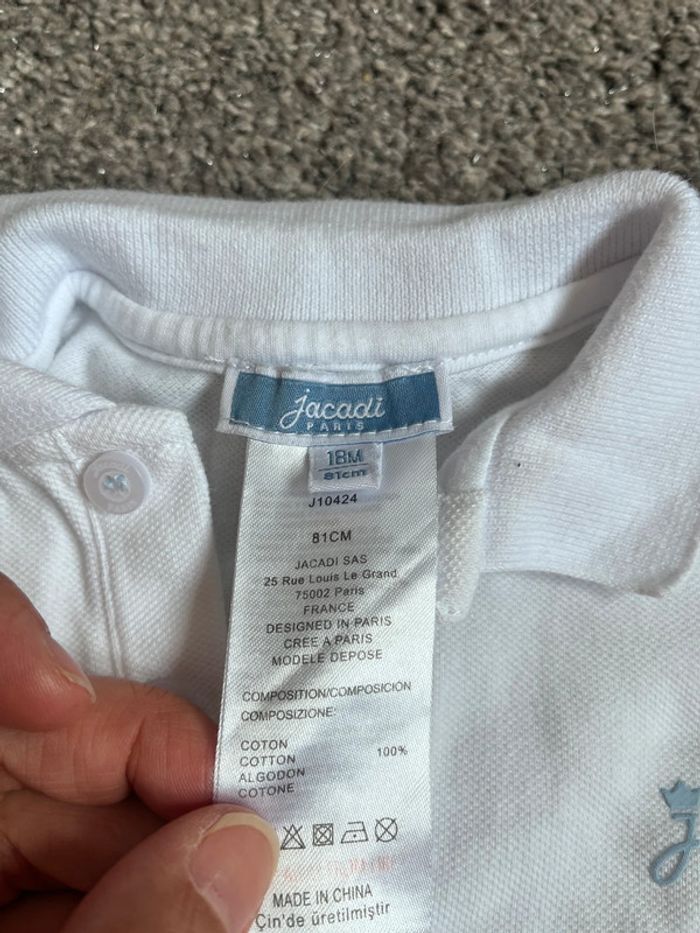 jacadi
PARIS
18M
81cm
J10424
81CM
JACADI SAS
25 Rue Louis Le Grand
75002 Paris
FRANCE
DESIGNED IN PARIS
CREE A PARIS
MODELE DEPOSE
COMPOSITION/COMPOSICIÓN
COMPOSIZIONE:
COTON
COTTON 100%
ALGODON
COTONE
MADE IN CHINA
Çin'de üretilmiştir
J